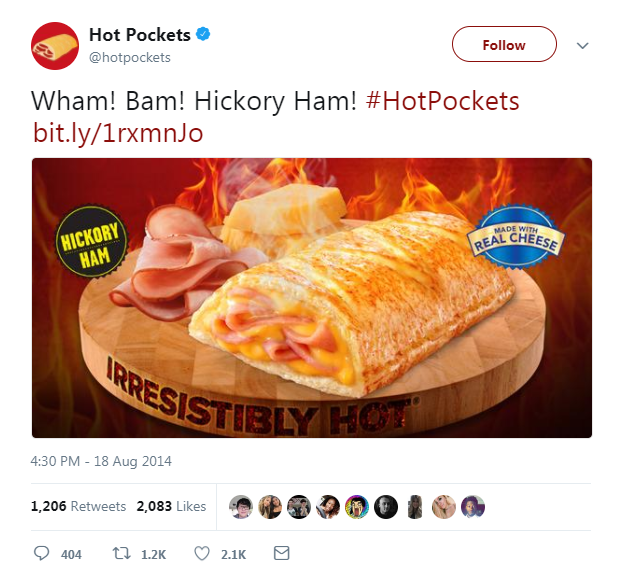 Hot Pockets
@hotpockets
Follow
Wham! Bam! Hickory Ham! #HotPockets
bit.ly/1rxmnJo
HICKORY
HAM
MADE WITH
REAL CHEESE
IRRESISTIBLY HOT
4:30 PM - 18 Aug 2014
1,206 Retweets 2,083 Likes
404 1.2K 2.1K